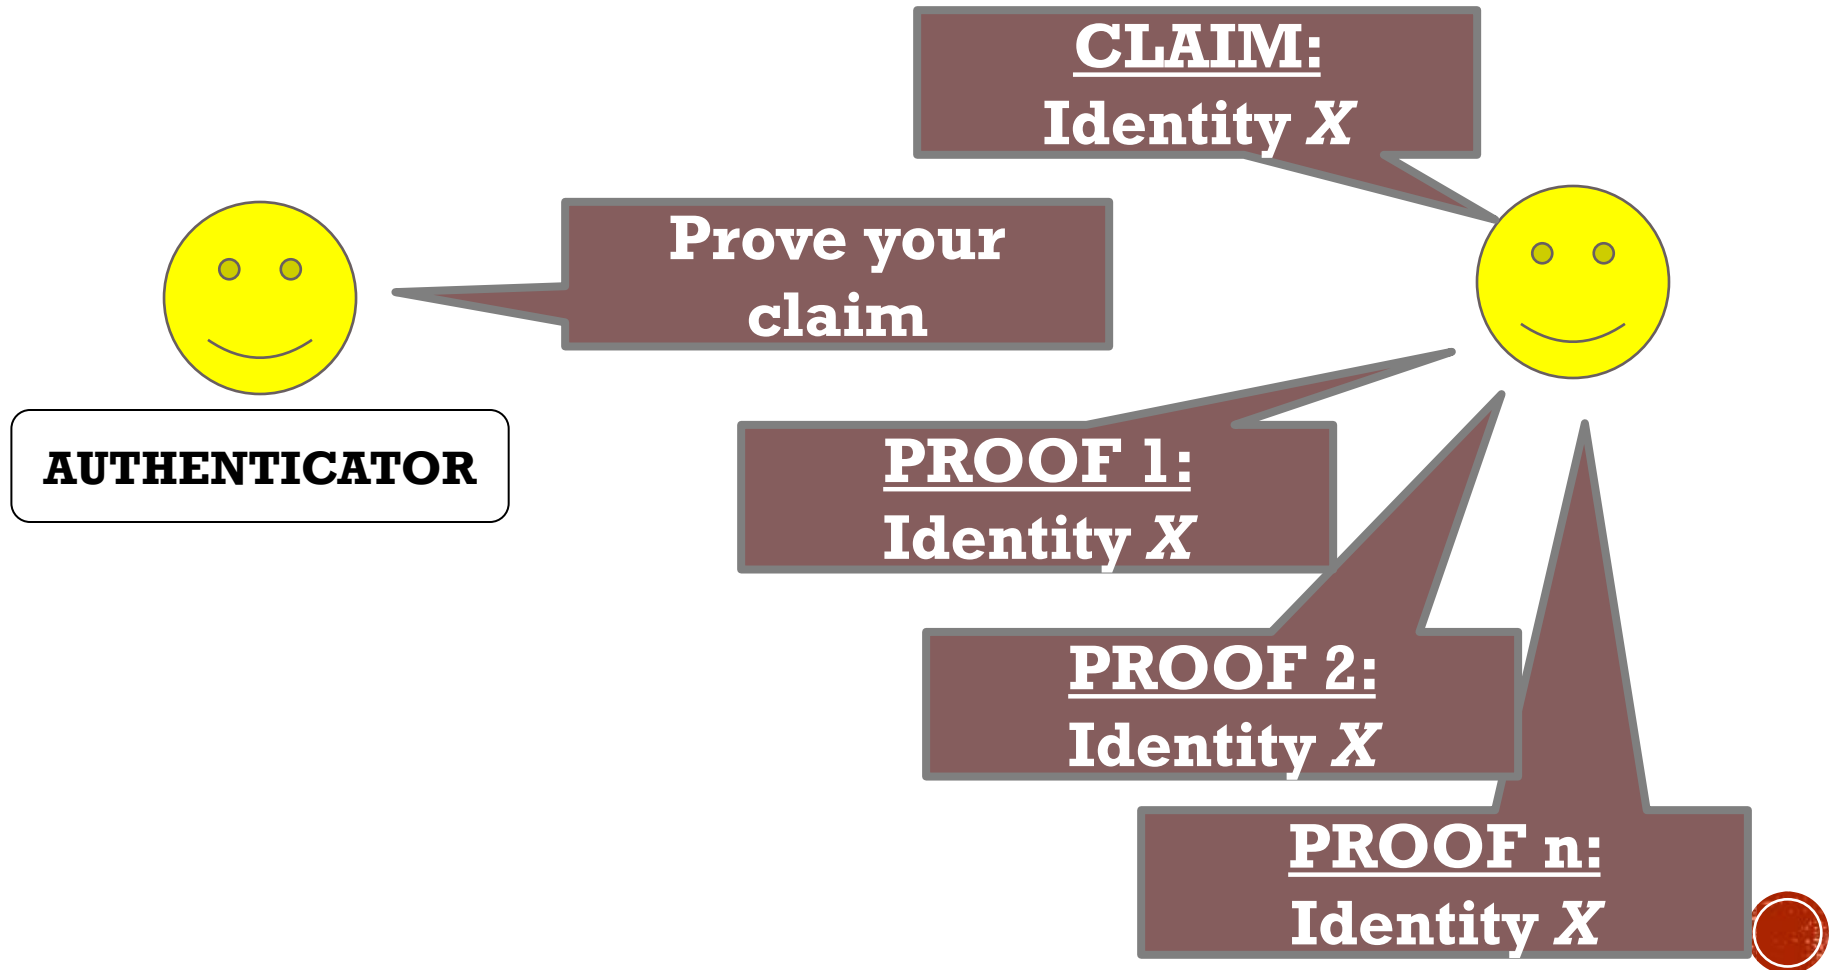 CLAIM:
Identity X
Prove your
claim
AUTHENTICATOR
PROOF 1:
Identity X
PROOF 2:
Identity X
PROOF n:
Identity X